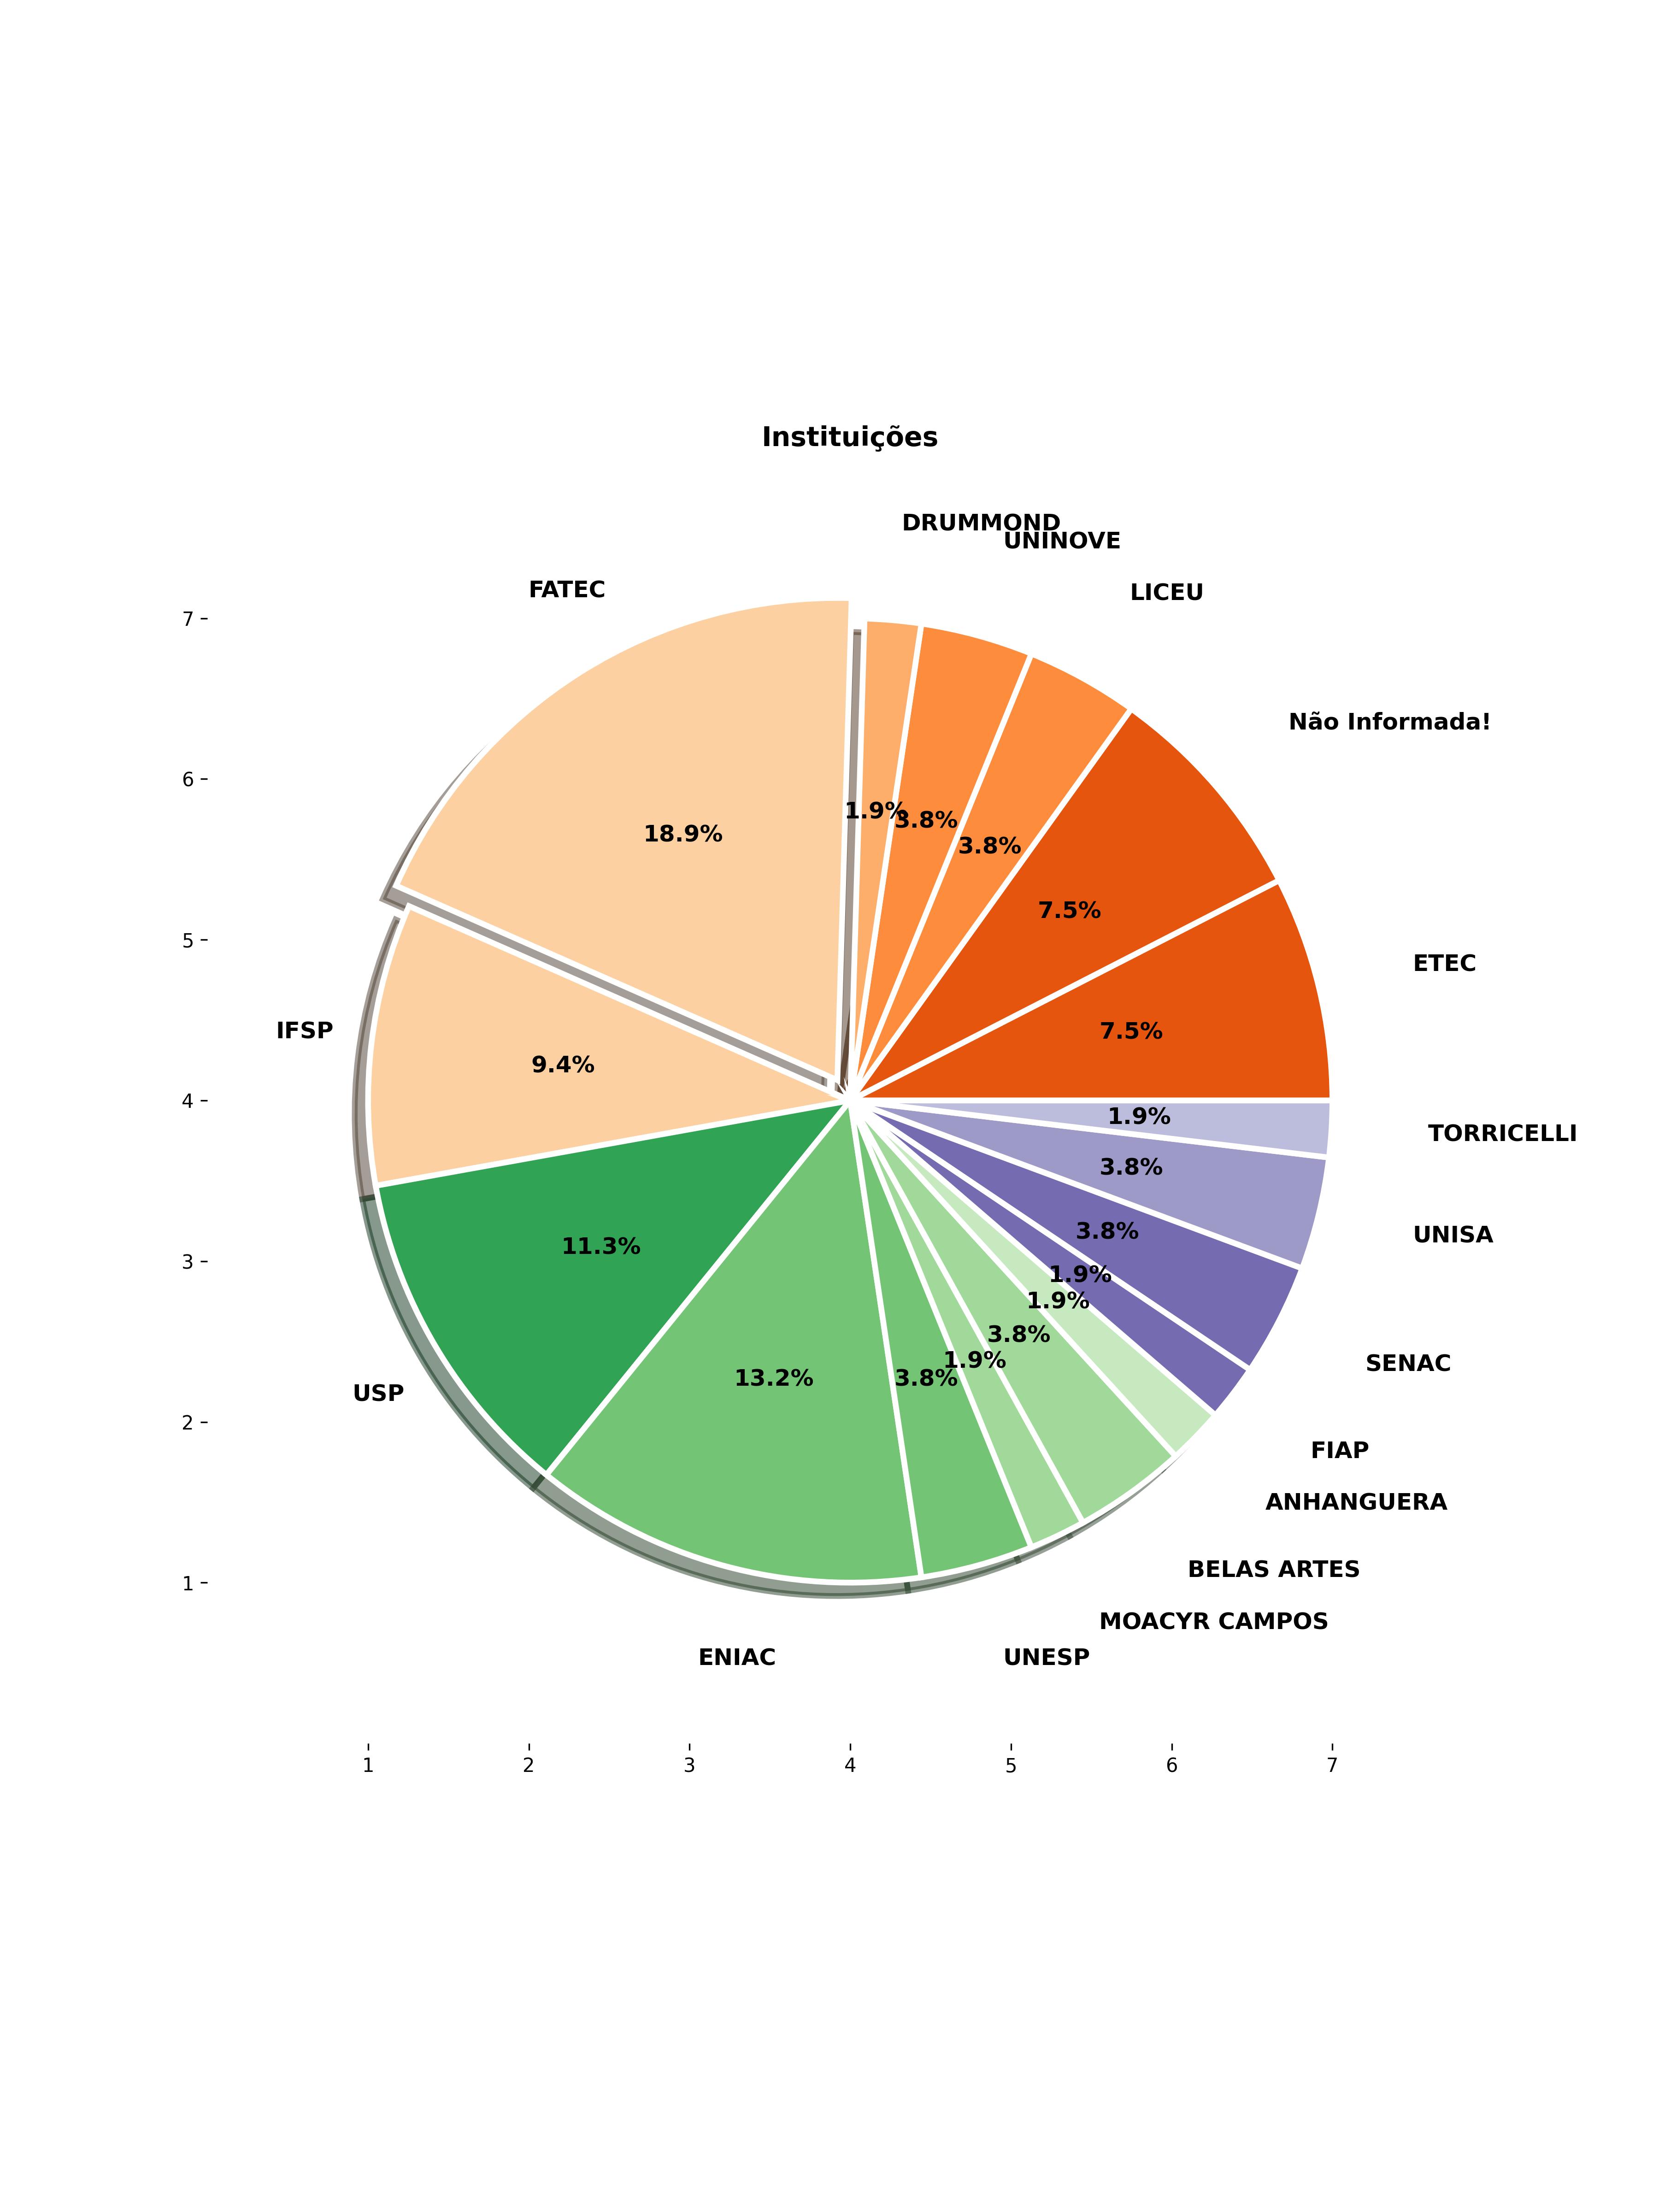 Instituições
DRUMMOND
UNINOVE
FATEC
LICEU
7
Não Informada!
6
1.9%
3.8%
18.9%
3.8%
7.5%
5
ETEC
IFSP
7.5%
9.4%
4
1.9%
TORRICELLI
3.8%
3.8%
UNISA
11.3%
3
1.9%
1.9%
3.8%
1.9%
SENAC
13.2%
3.8%
USP
2
FIAP
ANHANGUERA
BELAS ARTES
1
MOACYR CAMPOS
ENIAC
UNESP
1 2 3 4 5 6 7